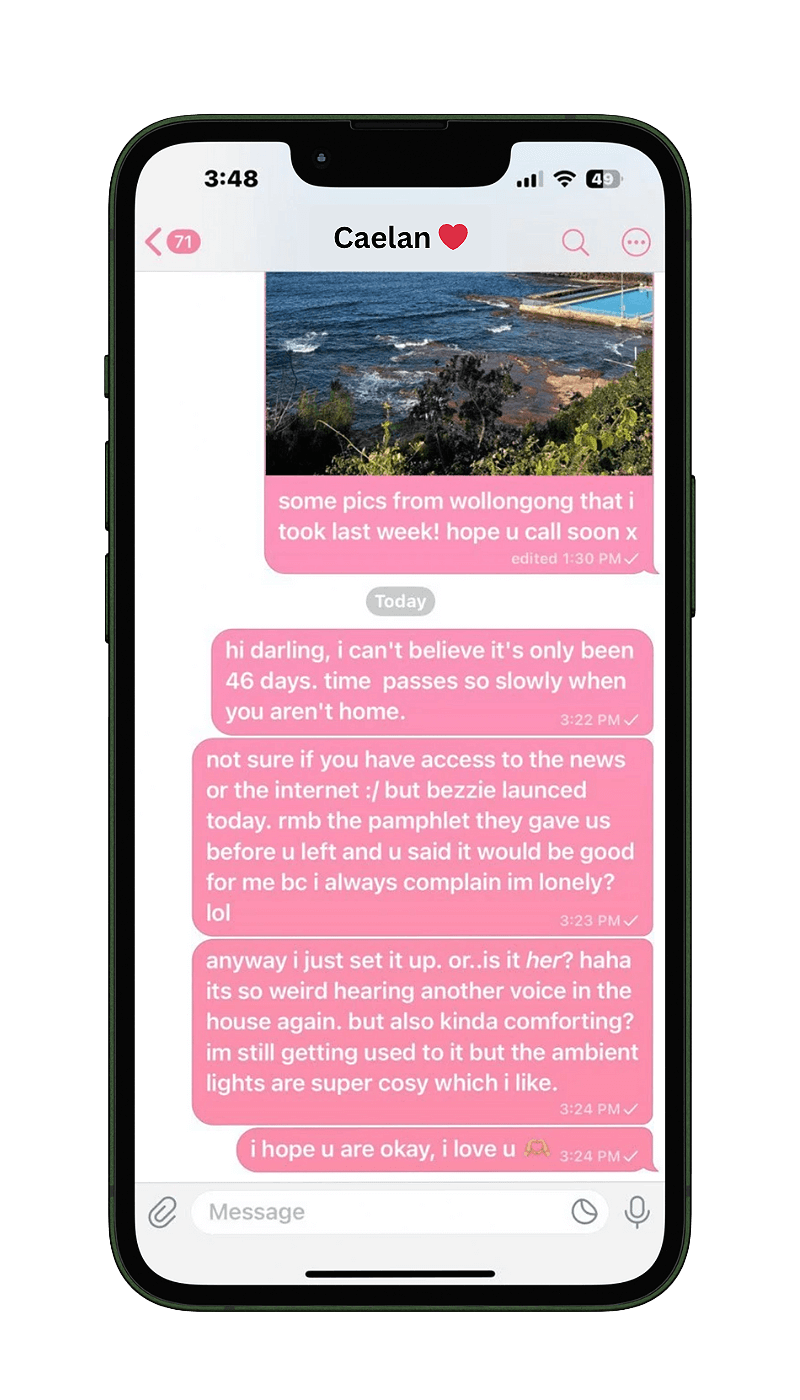 3:48
49
71
Caelan ❤️
some pics from wollongong that i
took last week! hope u call soon x
edited 1:30 PM✓
Today
hi darling, i can't believe it's only been
46 days. time  passes so slowly when
you aren't home.
3:22 PM✓
not sure if you have access to the news
or the internet :/ but bezzie launced
today. rmb the pamphlet they gave us
before u left and u said it would be good
for me bc i always complain im lonely?
lol
3:23 PM✓
anyway i just set it up. or..is it her? haha
its so weird hearing another voice in the
house again. but also kinda comforting?
im still getting used to it but the ambient
lights are super cosy which i like.
3:24 PM✓
i hope u are okay, i love u 🫶🏼 3:24 PM✓
Message